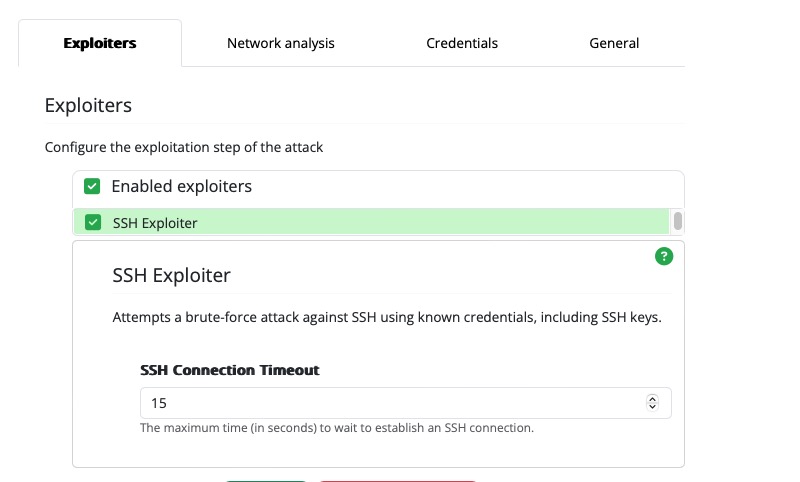 Exploiters
Network analysis
Credentials
General
Exploiters
Configure the exploitation step of the attack
Enabled exploiters
SSH Exploiter
?
SSH Exploiter
Attempts a brute-force attack against SSH using known credentials, including SSH keys.
SSH Connection Timeout
15
The maximum time (in seconds) to wait to establish an SSH connection.